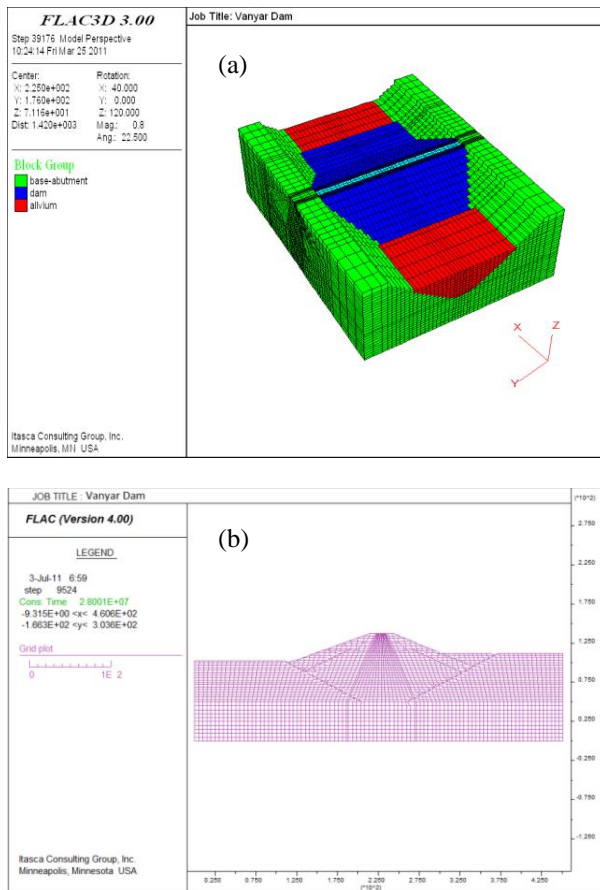 FLAC3D 3.00
Step 39176 Model Perspective
10:24:14 Fri Mar 25 2011
Center:
X: 2.250e+002
Y: 1.760e+002
Z: 7.116e+001
Dist: 1.420e+003
Rotation:
X: 40.000
Y: 0.000
Z: 120.000
Mag.: 0.8
Ang.: 22.500
Block Group
base-abutment
dam
allvium
Itasca Consulting Group, Inc.
Minneapolis, MN USA
Job Title: Vanyar Dam
(a)
X
Z
Y
JOB TITLE : Vanyar Dam
FLAC (Version 4.00)
LEGEND
3-Jul-11 6:59
step 9524
Cons. Time 2.8001E+07
-9.315E+00 <x< 4.606E+02
-1.663E+02 <y< 3.036E+02
Grid plot
0 1E 2
Itasca Consulting Group, Inc.
Minneapolis, Minnesota USA
(b)
(*10^2)
2.750
2.250
1.750
1.250
0.750
0.250
-0.250
-0.750
-1.250
0.250 0.750 1.250 1.750 2.250 2.750 3.250 3.750 4.250
(*10^2)